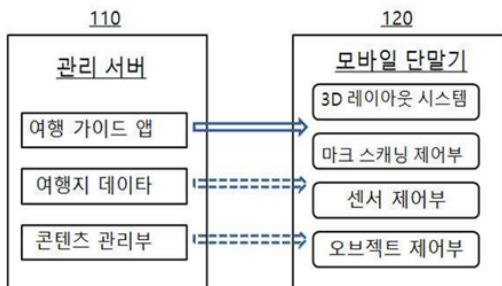 110
관리 서버
여행 가이드 앱
여행지 데이타
콘텐츠 관리부
120
모바일 단말기
3D 레이아웃 시스템
마크 스캐닝 제어부
센서 제어부
오브젝트 제어부